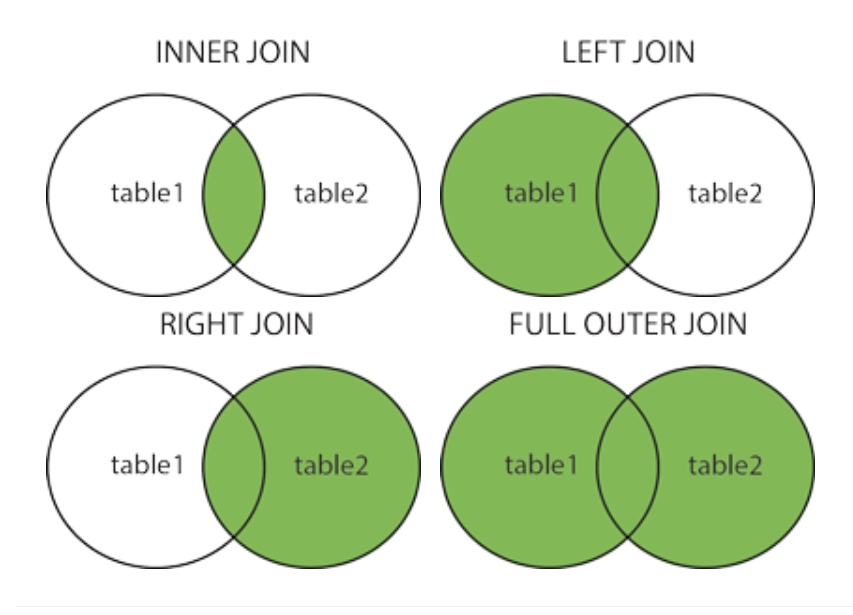 INNER JOIN
LEFT JOIN
table1
table2
table1
table2
RIGHT JOIN
FULL OUTER JOIN
table1
table2
table1
table2